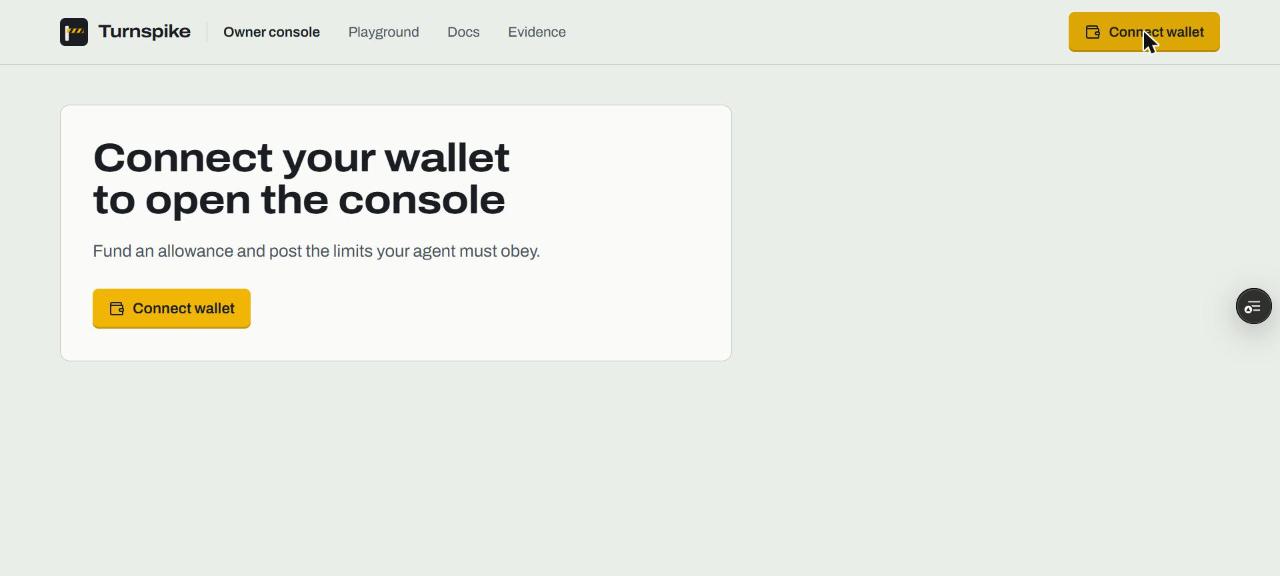 Turnspike
Owner console
Playground
Docs
Evidence
Connect wallet
Connect your wallet
to open the console
Fund an allowance and post the limits your agent must obey.
Connect wallet